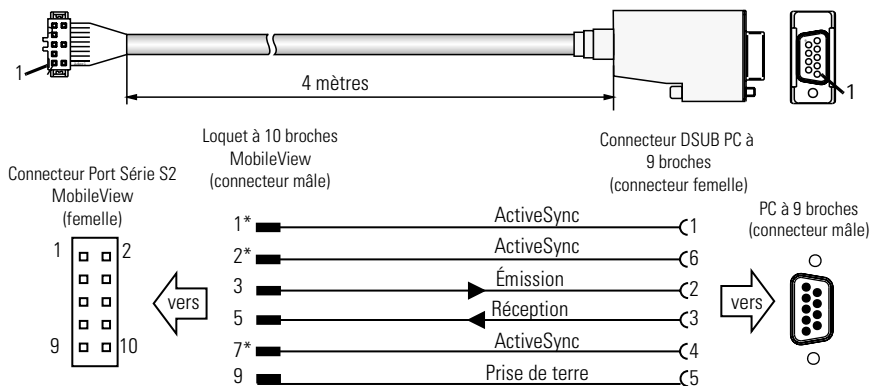 1
1
4 mètres
Loquet à 10 broches
MobileView
(connecteur mâle)
Connecteur DSUB PC à
9 broches
(connecteur femelle)
Connecteur Port Série S2
MobileView
(femelle)
PC à 9 broches
(connecteur mâle)
1 2
9 10
vers
1* ActiveSync 1
2* ActiveSync 6
3 Émission 2
5 Réception 3
7* ActiveSync 4
9 Prise de terre 5
vers